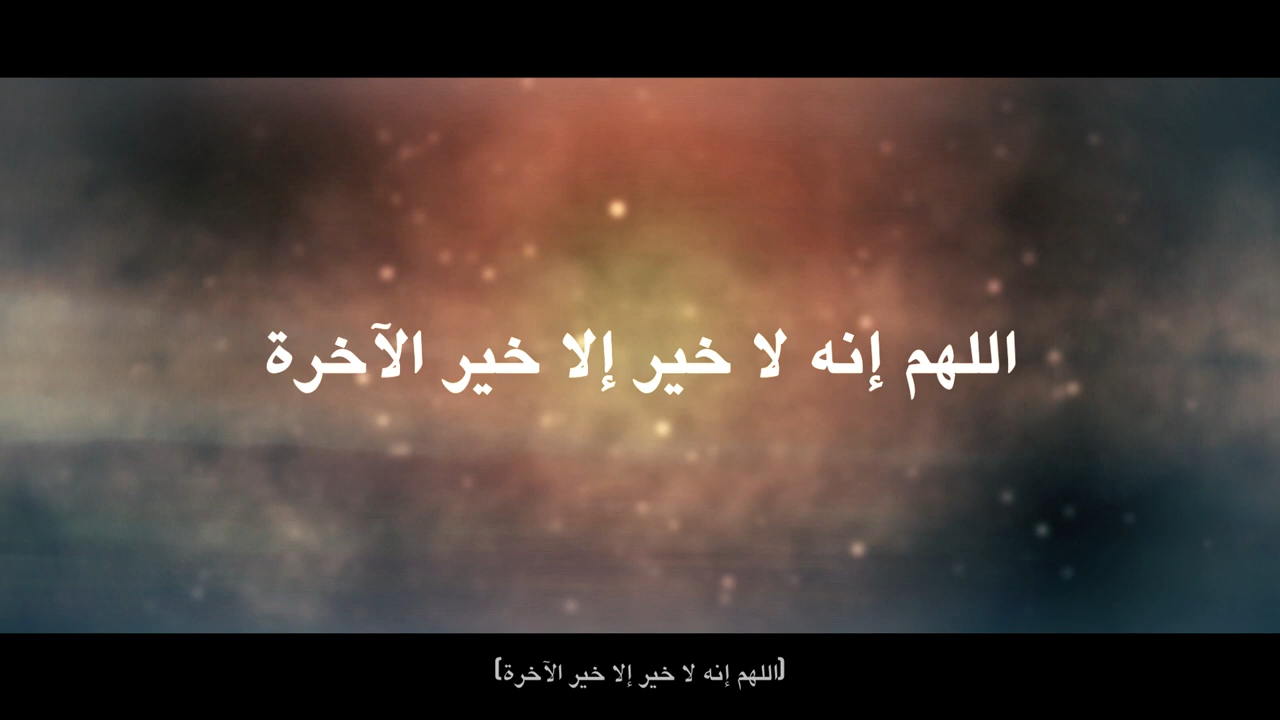 اللهم إنه لا خير إلا خير الآخرة
(اللهم إنه لا خير إلا خير الآخرة)